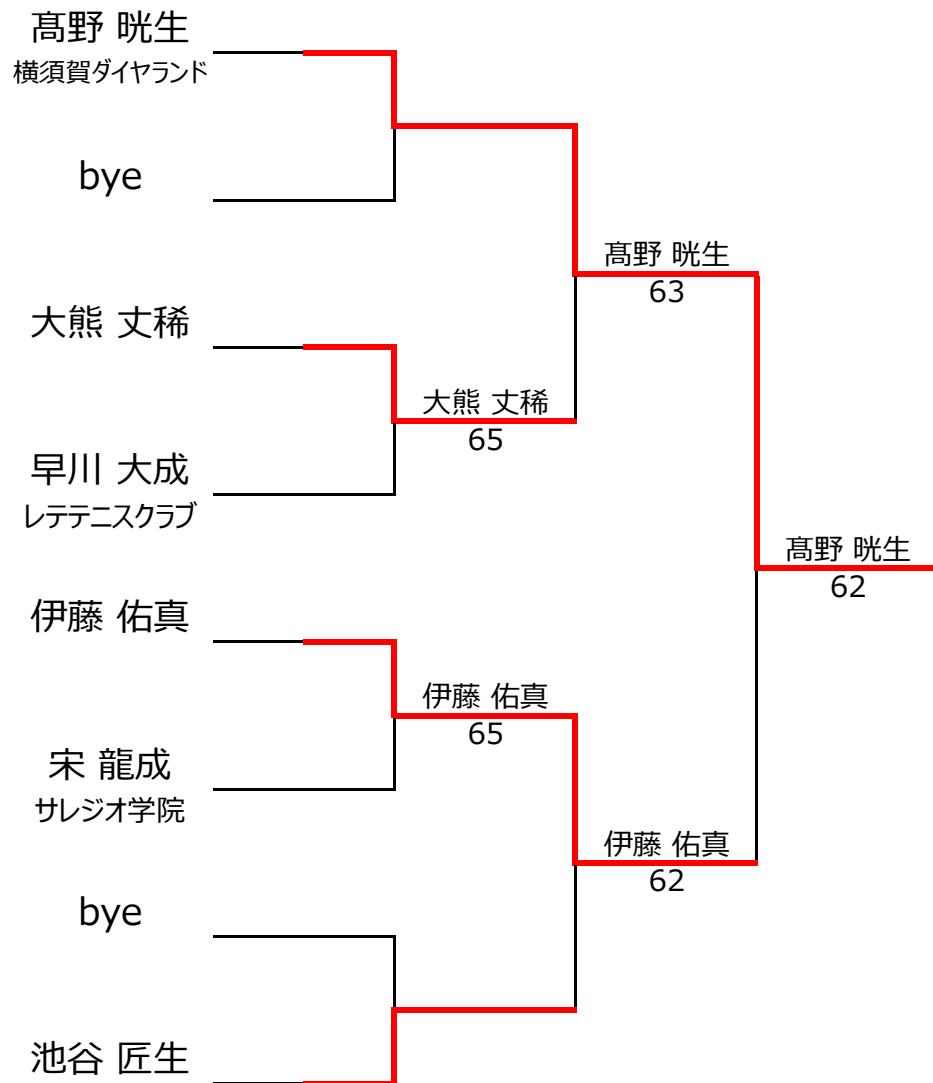 髙野 晄生
横須賀ダイヤランド
bye
髙野 晄生
63
大熊 丈稀
大熊 丈稀
65
早川 大成
レテテニスクラブ
髙野 晄生
62
伊藤 佑真
伊藤 佑真
65
宋 龍成
サレジオ学院
伊藤 佑真
62
bye
池谷 匠生